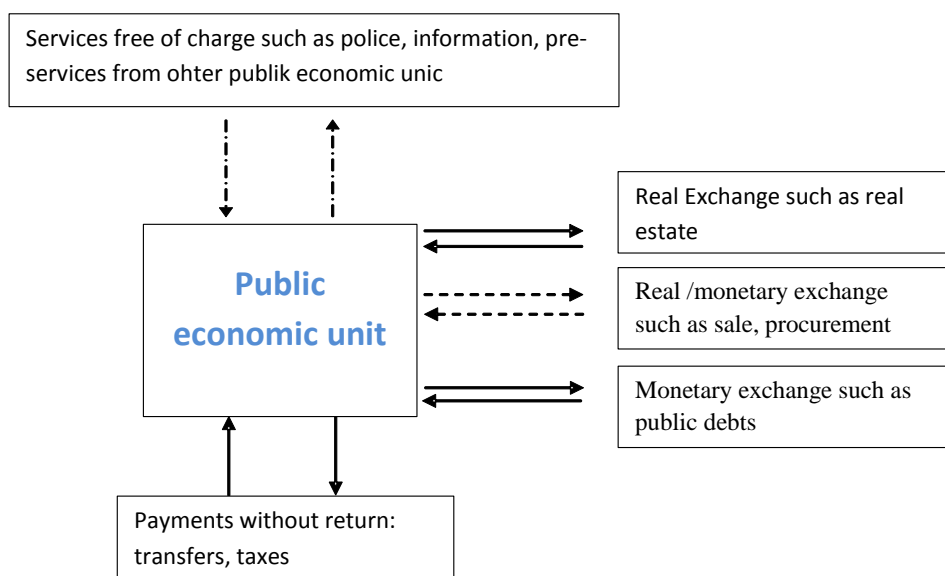 Services free of charge such as police, information, pre-
services from ohter publik economic unic
Real Exchange such as real
estate
Public
economic unit
Real /monetary exchange
such as sale, procurement
Monetary exchange such as
public debts
Payments without return:
transfers, taxes